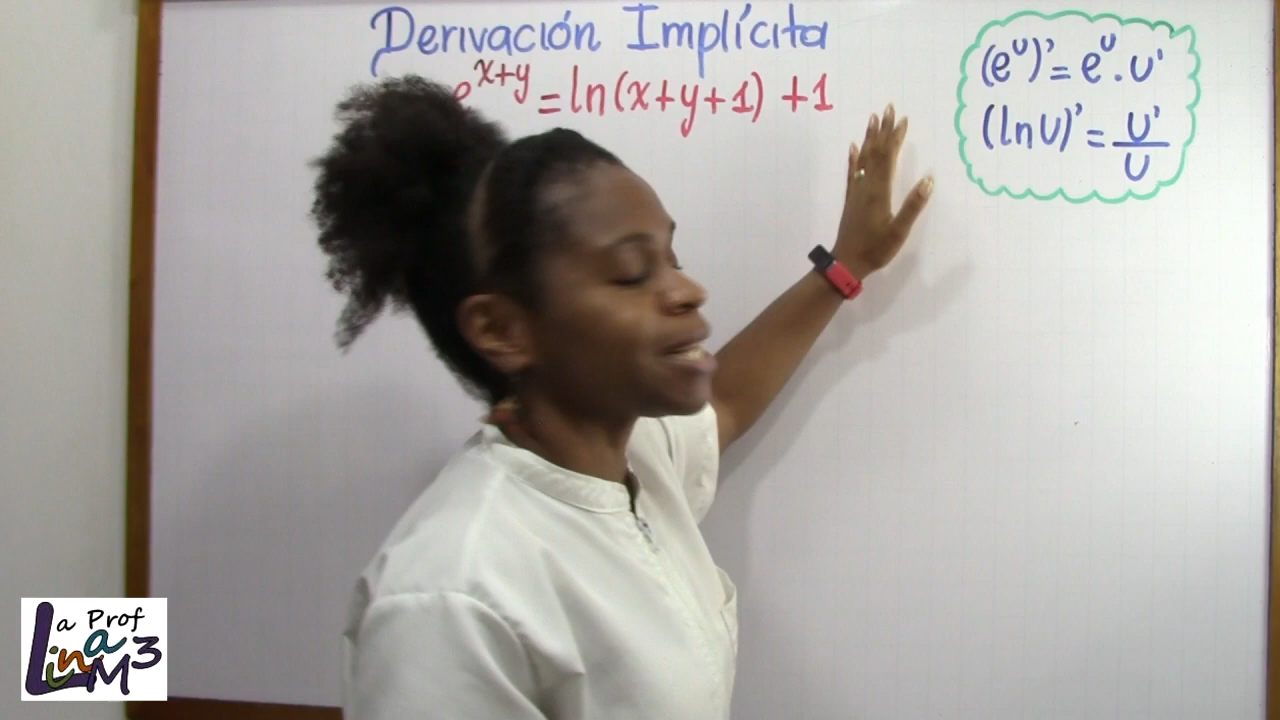 Derivación Implícita
e^{x+y} = ln(x+y+1) +1
(e^U)' = e^U . U'
(ln U)' = U'/U
La Prof
Lina M3